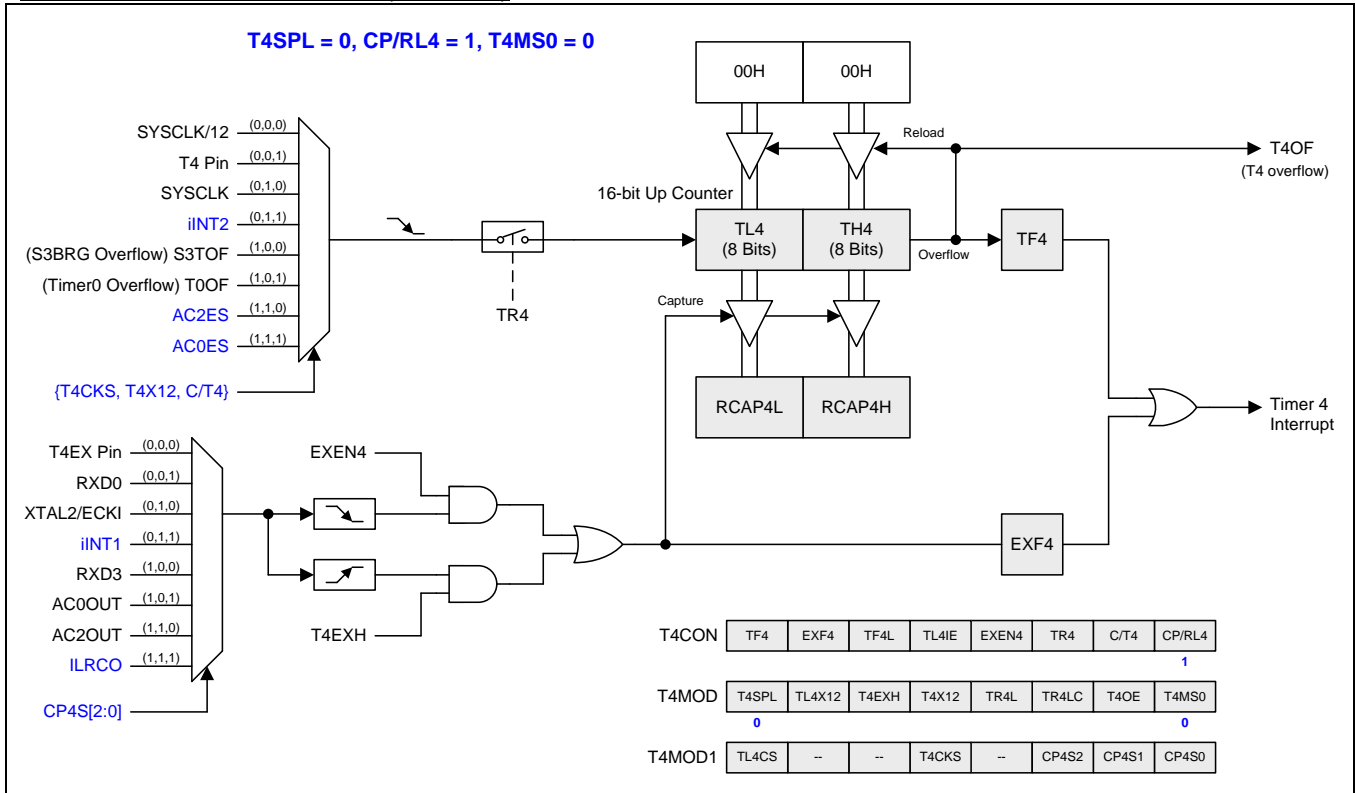 T4SPL = 0, CP/RL4 = 1, T4MS0 = 0
00H 00H
SYSCLK/12 (0,0,0)
T4 Pin (0,0,1)
SYSCLK (0,1,0)
iINT2 (0,1,1)
(S3BRG Overflow) S3TOF (1,0,0)
(Timer0 Overflow) T0OF (1,0,1)
AC2ES (1,1,0)
AC0ES (1,1,1)
{T4CKS, T4X12, C/T4}
TR4
Reload
T4OF
(T4 overflow)
16-bit Up Counter
TL4
(8 Bits)
TH4
(8 Bits)
Overflow
TF4
Capture
RCAP4L RCAP4H
Timer 4
Interrupt
T4EX Pin (0,0,0)
RXD0 (0,0,1)
XTAL2/ECKI (0,1,0)
iINT1 (0,1,1)
RXD3 (1,0,0)
AC0OUT (1,0,1)
AC2OUT (1,1,0)
ILRCO (1,1,1)
CP4S[2:0]
EXEN4
T4EXH
EXF4
T4CON TF4 EXF4 TF4L TL4IE EXEN4 TR4 C/T4 CP/RL4
1
T4MOD T4SPL TL4X12 T4EXH T4X12 TR4L TR4LC T4OE T4MS0
0 0
T4MOD1 TL4CS -- -- T4CKS -- CP4S2 CP4S1 CP4S0